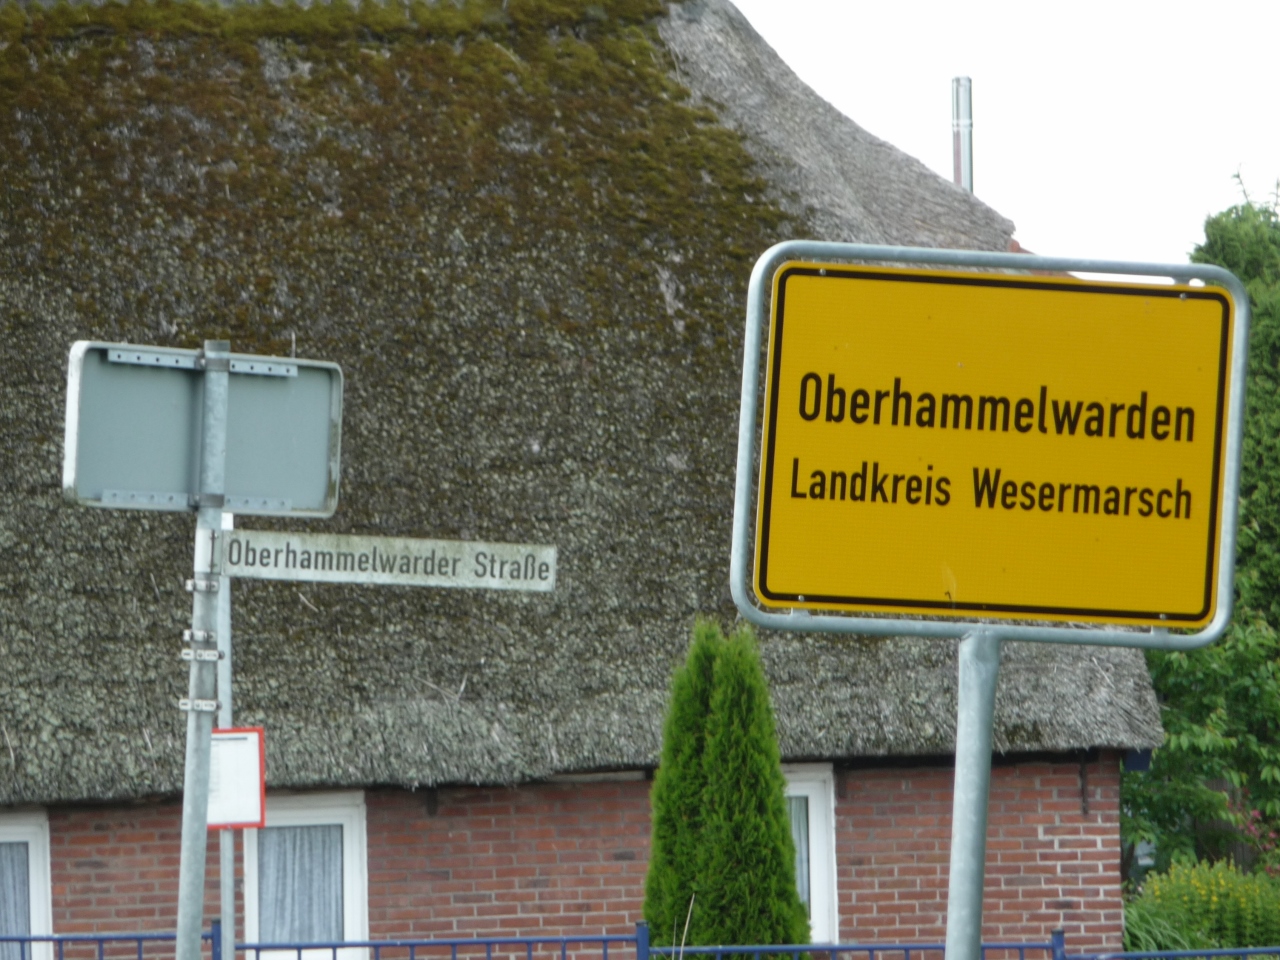 Oberhammelwarder Straße
Oberhammelwarden
Landkreis Wesermarsch